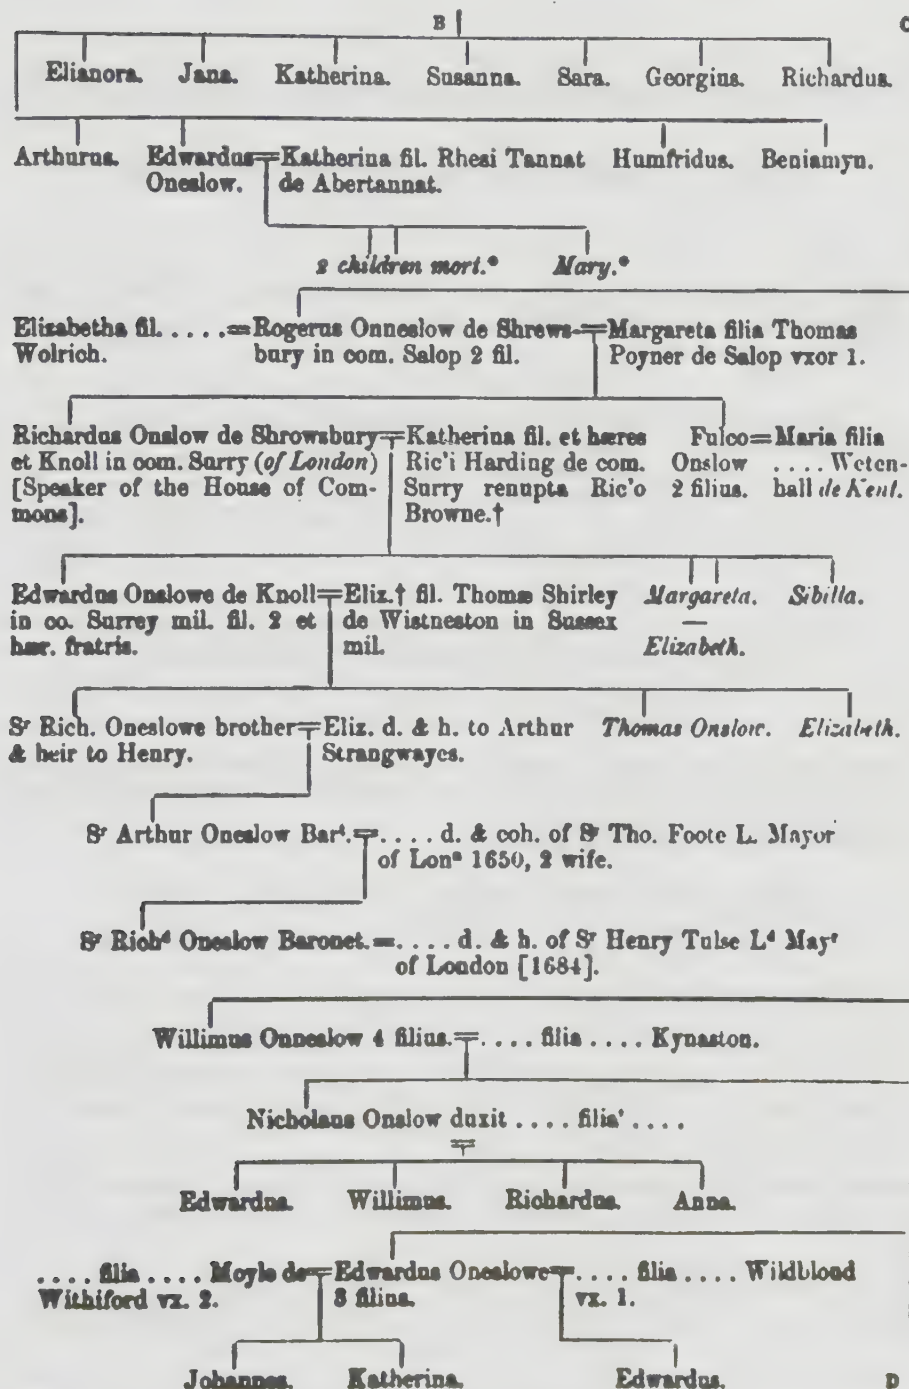 B C
Elianora. Jana. Katherina. Susanna. Sara. Georgius. Richardus.
Arthurus. Edwardus = Katherina fil. Rhesi Tannat Humfridus. Beniamyn.
Oneslow. de Abertannat.
2 children mort.* Mary.*
Elizabetha fil. . . . . = Rogerus Onneslow de Shrews- = Margareta filia Thomas
Wolrich. bury in com. Salop 2 fil. Poyner de Salop vxor 1.
Richardus Onslow de Shrowsbury = Katherina fil. et hæres Fulco = Maria filia
et Knoll in com. Surry (of London) Ric'i Harding de com. Onslow . . . . Weten-
[Speaker of the House of Com- Surry renupta Ric'o 2 filius. hall de Kent.
mons]. Browne.†
Edwardus Onslowe de Knoll = Eliz.† fil. Thomæ Shirley Margareta. Sibilla.
in co. Surrey mil. fil. 2 et de Wistneston in Sussex —
hær. fratris. mil. Elizabeth.
Sr Rich. Oneslowe brother = Eliz. d. & h. to Arthur Thomas Onslow. Elizabeth.
& heir to Henry. Strangwayes.
Sr Arthur Oneslow Bart. = . . . . d. & coh. of Sr Tho. Foote L. Mayor
of Lonn 1650, 2 wife.
Sr Richd Oneslow Baronet. = . . . . d. & h. of Sr Henry Tulse Ld Mayr
of London [1684].
Willimus Onneslow 4 filius. = . . . . filia . . . . Kynaston.
Nicholaus Onslow duxit . . . . filia' . . . .
=
Edwardus. Willimus. Richardus. Anna.
. . . . filia . . . . Moyle de = Edwardus Oneslowe = . . . . filia . . . . Wildblood
Withiford vx. 2. 3 filius. vx. 1.
Johannes. Katherina. Edwardus. D